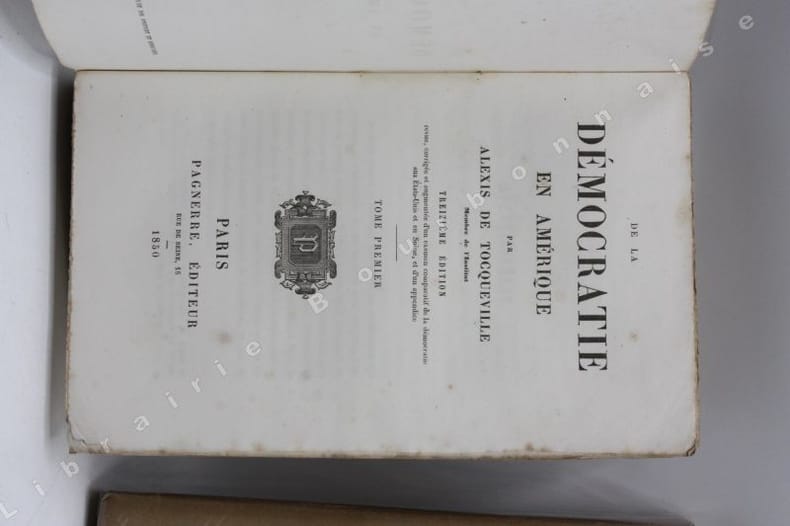 DE LA
DÉMOCRATIE
EN AMÉRIQUE
PAR
ALEXIS DE TOCQUEVILLE
Membre de l'Institut
TREIZIÈME ÉDITION
revue, corrigée et augmentée d'un examen comparatif de la démocratie
aux États-Unis et en Suisse, et d'un appendice
TOME PREMIER
P
PARIS
PAGNERRE, ÉDITEUR
RUE DE SEINE, 18
1850
Librairie Bourbonnaise